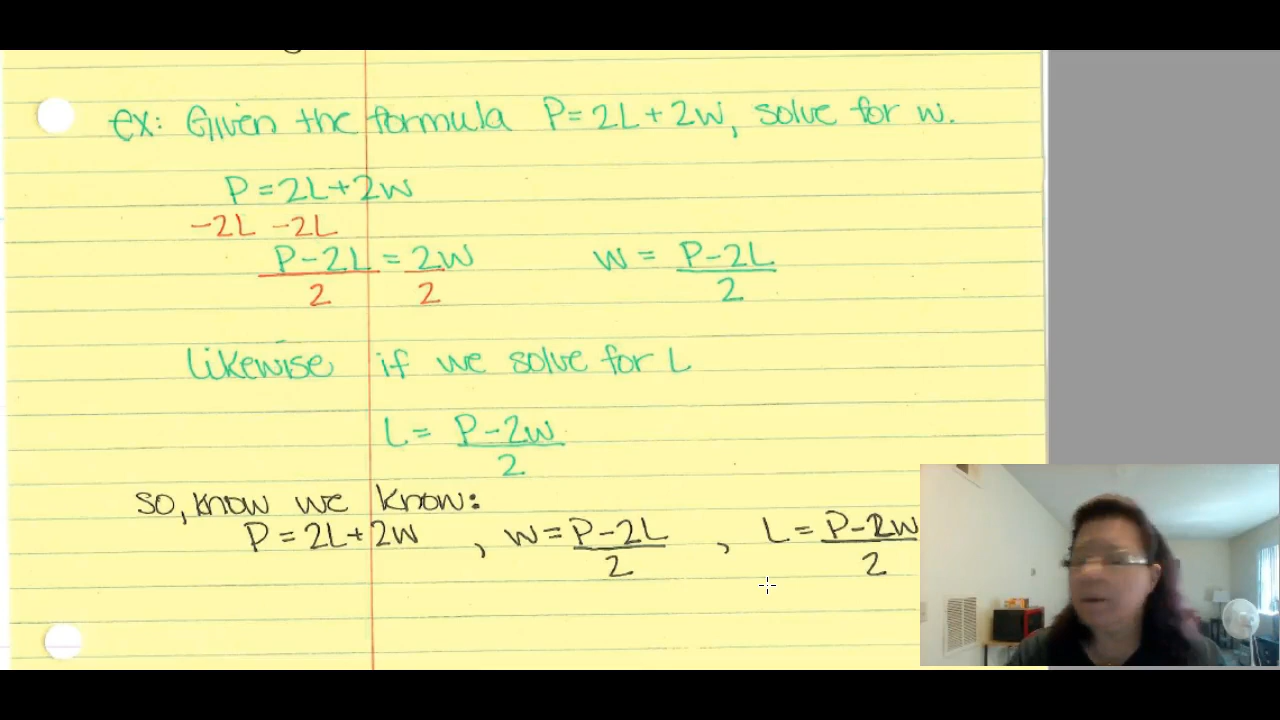 ex: Given the formula P=2L+2W, solve for w.
P=2L+2W
-2L -2L
P-2L = 2W
2 2
W = P-2L
2
Likewise if we solve for L
L= P-2W
2
so, know we know:
P=2L+2W , W=P-2L , L=P-2W
2 2